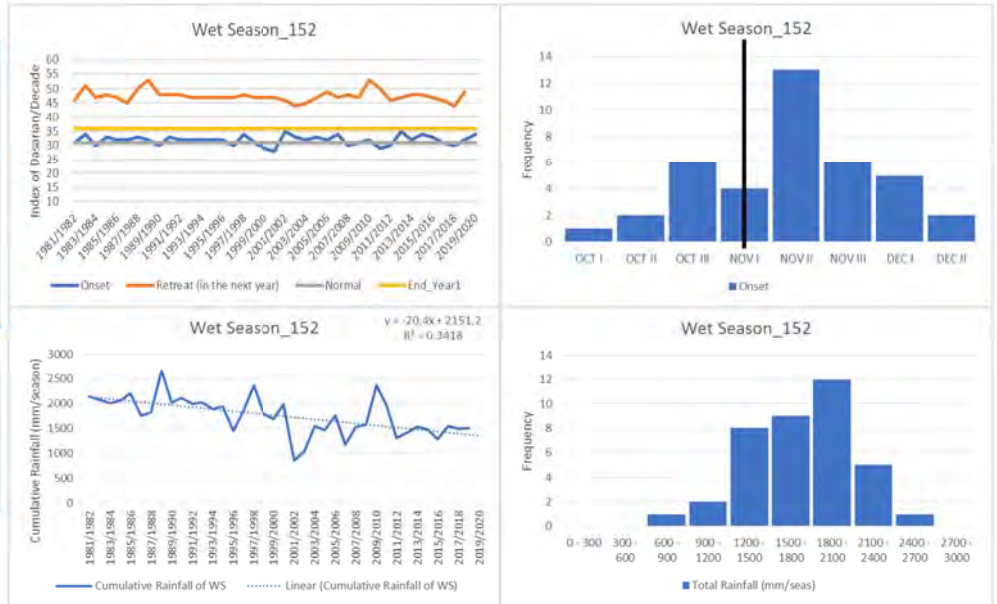 Wet Season_152
Index of Dasarian/Decade
60
55
50
45
40
35
30
25
20
15
10
1981/1982
1983/1984
1985/1986
1987/1988
1989/1990
1991/1992
1993/1994
1995/1996
1997/1998
1999/2000
2001/2002
2003/2004
2005/2006
2007/2008
2009/2010
2011/2012
2013/2014
2015/2016
2017/2018
2019/2020
Onset
Retreat (in the next year)
Normal
End_Year1
Wet Season_152
Frequency
14
12
10
8
6
4
2
0
OCT I
OCT II
OCT III
NOV I
NOV II
NOV III
DEC I
DEC II
Onset
Wet Season_152
y = -20,4x + 2151,2
R² = 0.3418
Cumulative Rainfall (mm/season)
3000
2500
2000
1500
1000
500
0
1981/1982
1983/1984
1985/1986
1987/1988
1989/1990
1991/1992
1993/1994
1995/1996
1997/1998
1999/2000
2001/2002
2003/2004
2005/2006
2007/2008
2009/2010
2011/2012
2013/2014
2015/2016
2017/2018
2019/2020
Cumulative Rainfall of WS
Linear (Cumulative Rainfall of WS)
Wet Season_152
Frequency
14
12
10
8
6
4
2
0
0 - 300
300 - 600
600 - 900
900 - 1200
1200 - 1500
1500 - 1800
1800 - 2100
2100 - 2400
2400 - 2700
2700 - 3000
Total Rainfall (mm/seas)